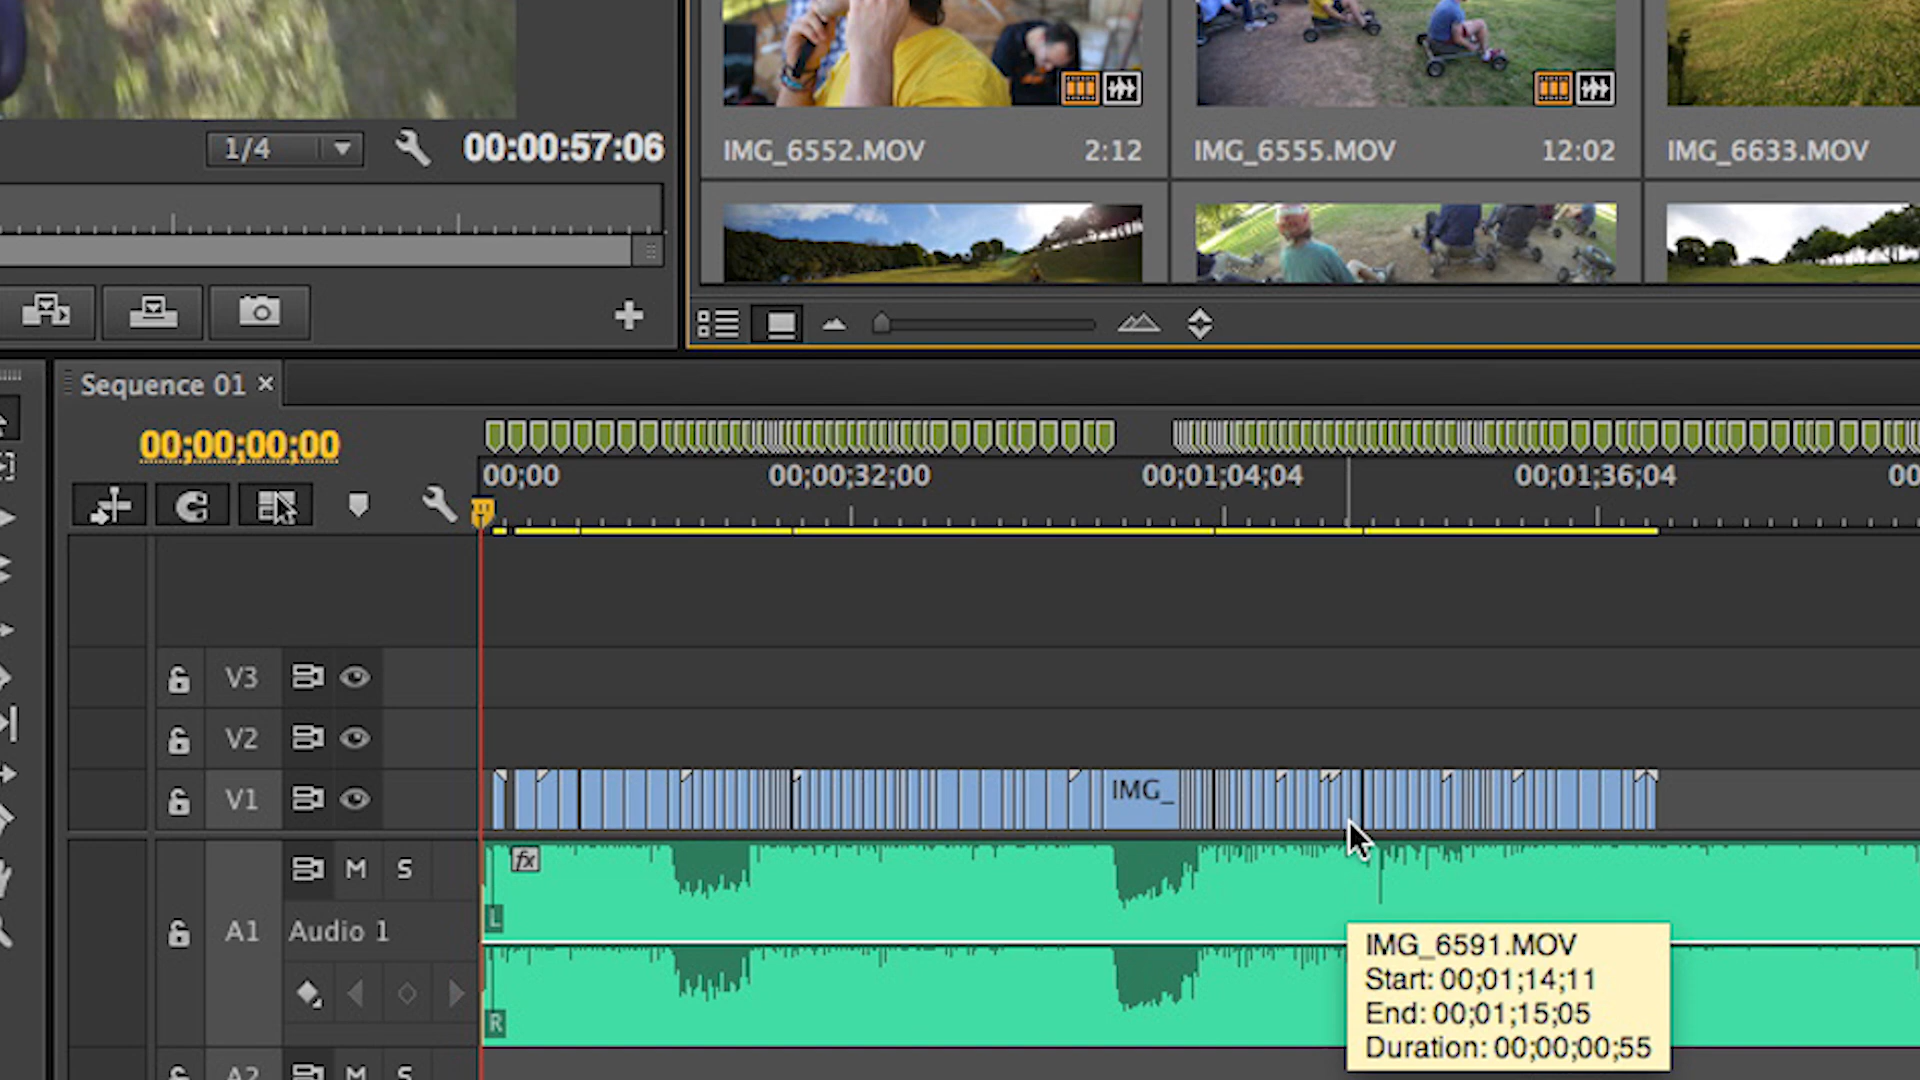 1/4
00:00:57:06
IMG_6552.MOV 2:12
IMG_6555.MOV 12:02
IMG_6633.MOV
Sequence 01 ×
00;00;00;00
00;00 00;00;32;00 00;01;04;04 00;01;36;04 00
V3
V2
V1
IMG_
fx
M S
L
A1 Audio 1
R
A2 M S
IMG_6591.MOV
Start: 00;01;14;11
End: 00;01;15;05
Duration: 00;00;00;55